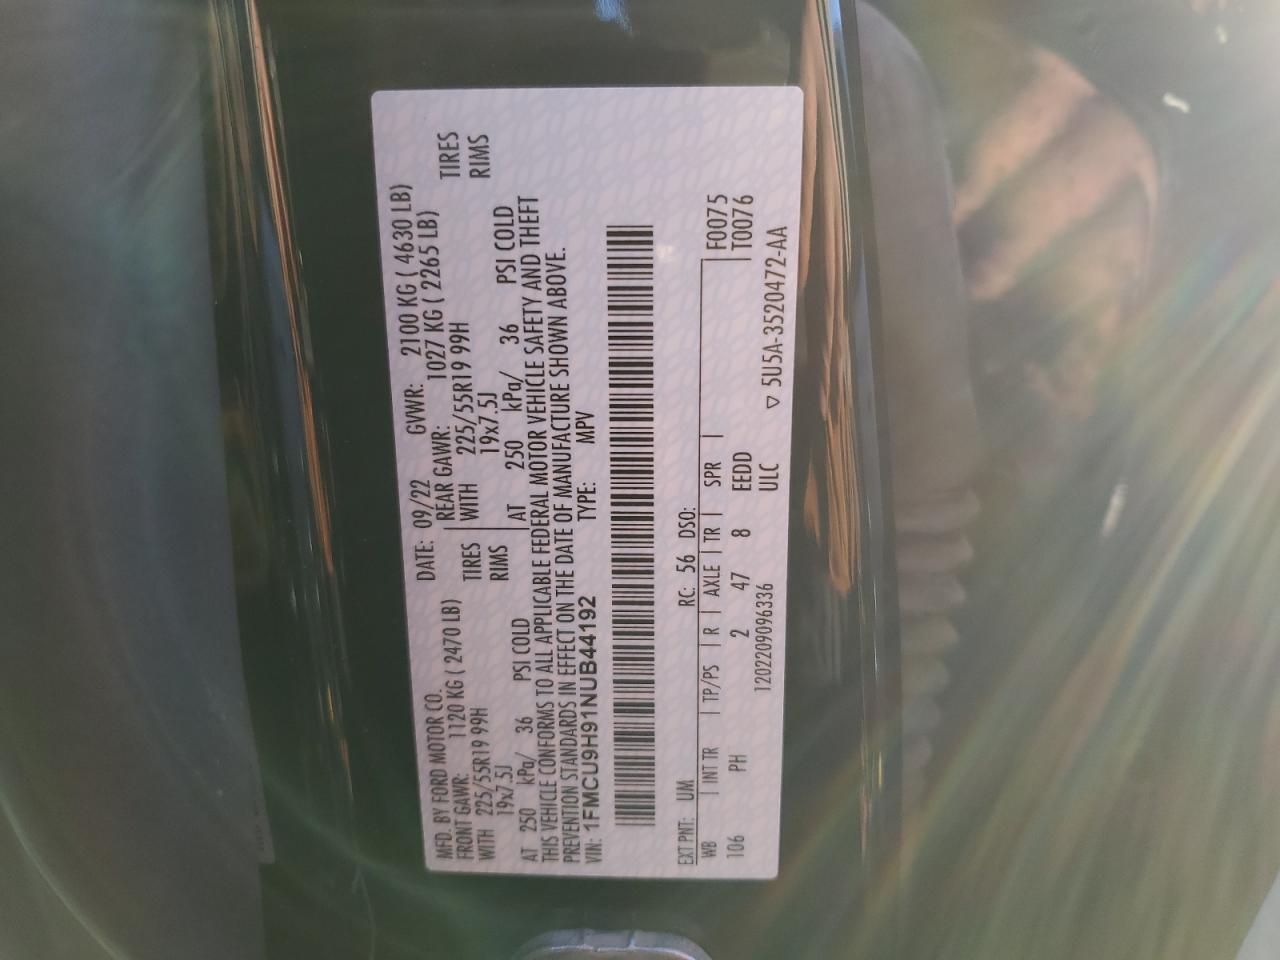 MFD. BY FORD MOTOR CO. DATE: 09/22 GVWR: 2100 KG ( 4630 LB)
FRONT GAWR: 1120 KG ( 2470 LB) REAR GAWR: 1027 KG ( 2265 LB)
WITH 225/55R19 99H TIRES WITH 225/55R19 99H TIRES
19x7.5J RIMS 19x7.5J RIMS
AT 250 kPa/ 36 PSI COLD AT 250 kPa/ 36 PSI COLD
THIS VEHICLE CONFORMS TO ALL APPLICABLE FEDERAL MOTOR VEHICLE SAFETY AND THEFT
PREVENTION STANDARDS IN EFFECT ON THE DATE OF MANUFACTURE SHOWN ABOVE.
VIN: 1FMCU9H91NUB44192 TYPE: MPV
EXT PNT: UM RC: 56 DSO:
WB | INT TR | TP/PS | R | AXLE | TR | SPR | F0075
106 PH 2 47 8 EEDD T0076
120220906336 ULC ▽ 5U5A-3520472-AA